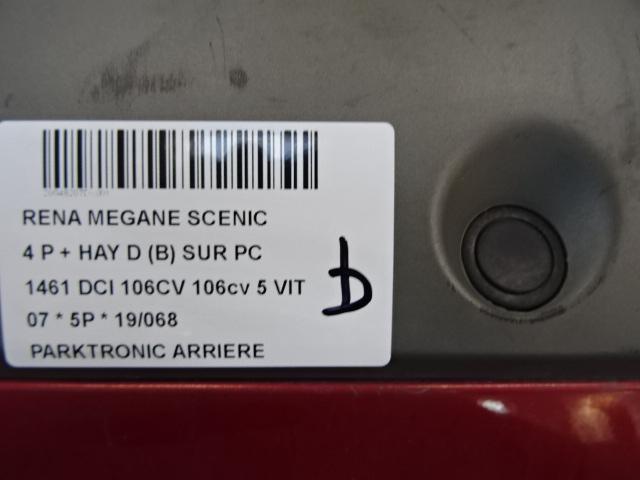 RENA MEGANE SCENIC
4 P + HAY D (B) SUR PC
1461 DCI 106CV 106cv 5 VIT
07 * 5P * 19/068
PARKTRONIC ARRIERE
D